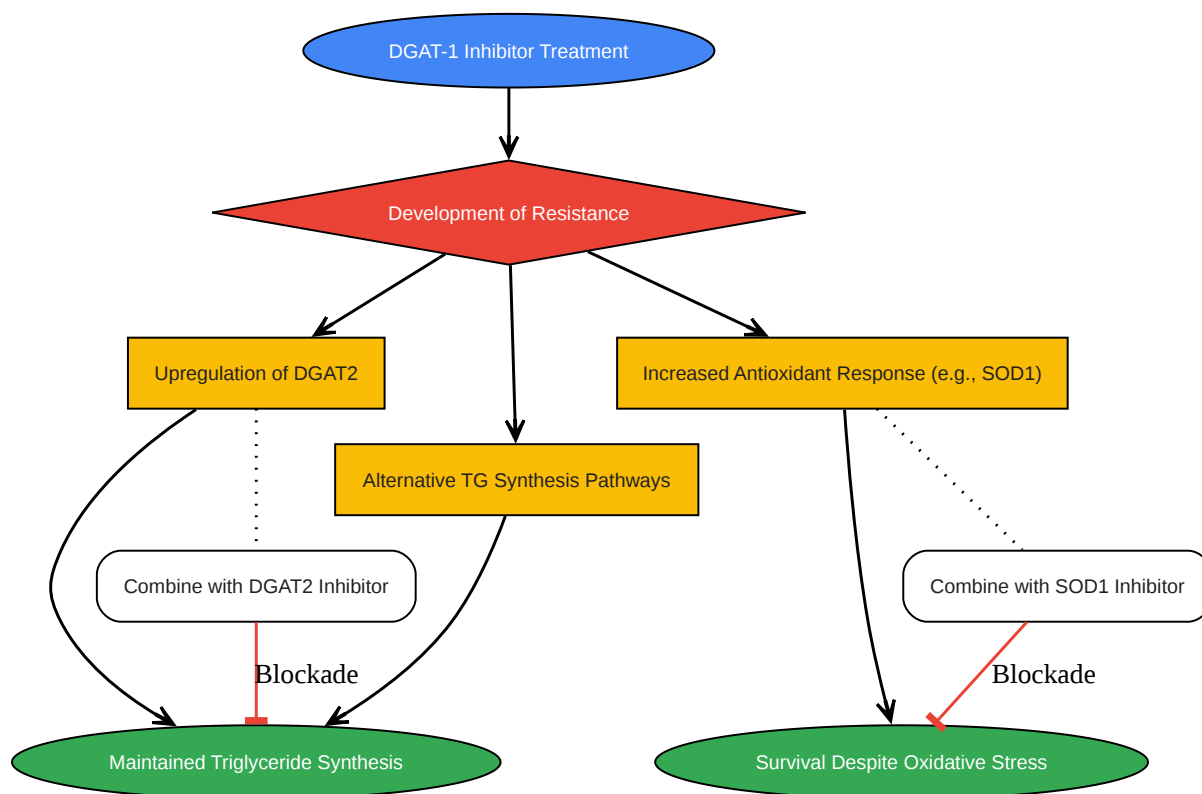 DGAT-1 Inhibitor Treatment
Development of Resistance
Upregulation of DGAT2
Increased Antioxidant Response (e.g., SOD1)
Alternative TG Synthesis Pathways
Combine with DGAT2 Inhibitor
Combine with SOD1 Inhibitor
Blockade
Blockade
Maintained Triglyceride Synthesis
Survival Despite Oxidative Stress